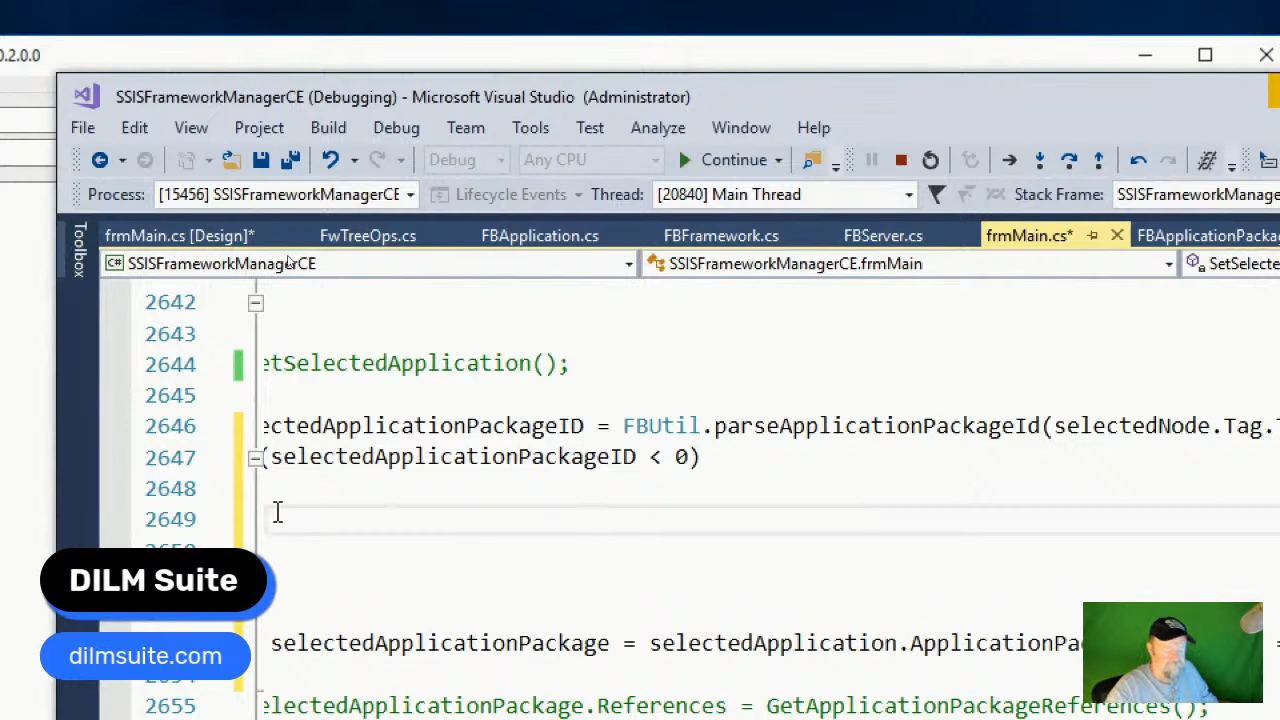 0.2.0.0
SSISFrameworkManagerCE (Debugging) - Microsoft Visual Studio (Administrator)
File Edit View Project Build Debug Team Tools Test Analyze Window Help
Debug Any CPU Continue
Process: [15456] SSISFrameworkManagerCE Lifecycle Events Thread: [20840] Main Thread Stack Frame: SSISFrameworkManagerCE
Toolbox
frmMain.cs [Design]* FwTreeOps.cs FBApplication.cs FBFramework.cs FBServer.cs frmMain.cs* FBApplicationPackag
C# SSISFrameworkManagerCE SSISFrameworkManagerCE.frmMain SetSelecte
2642
2643
2644 etSelectedApplication();
2645
2646 ectedApplicationPackageID = FBUtil.parseApplicationPackageId(selectedNode.Tag.T
2647 (selectedApplicationPackageID < 0)
2648
2649
DILM Suite
selectedApplicationPackage = selectedApplication.ApplicationPa
dilmsuite.com
2655 electedApplicationPackage.References = GetApplicationPackageReferences();